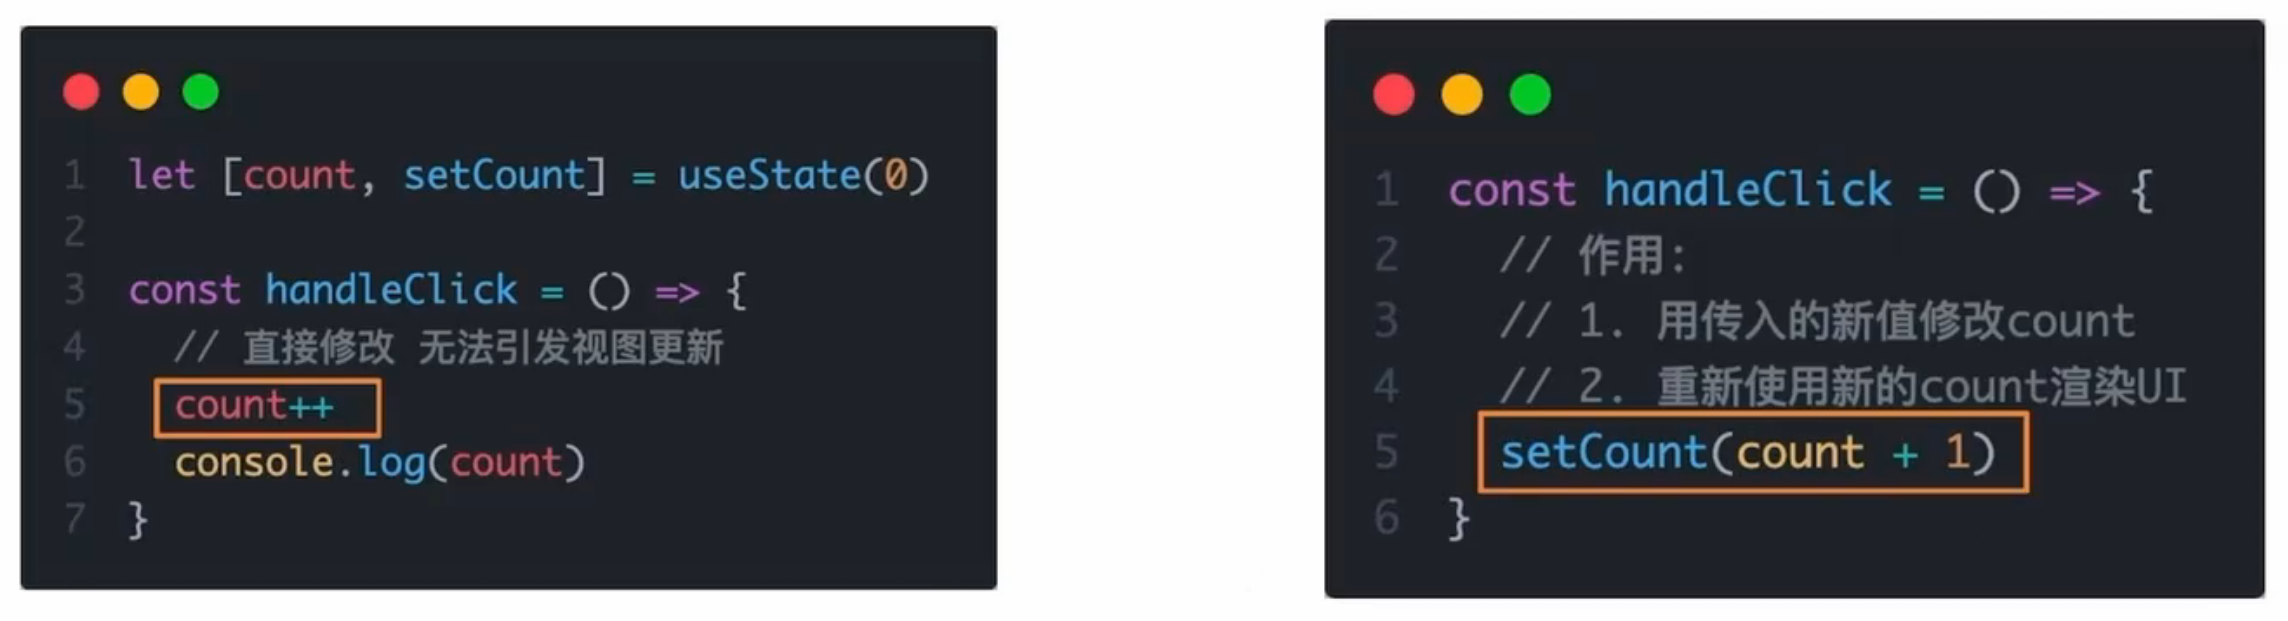 1 let [count, setCount] = useState(0)
2
3 const handleClick = () => {
4 // 直接修改 无法引发视图更新
5 count++
6 console.log(count)
7 }
1 const handleClick = () => {
2 // 作用:
3 // 1. 用传入的新值修改count
4 // 2. 重新使用新的count渲染UI
5 setCount(count + 1)
6 }